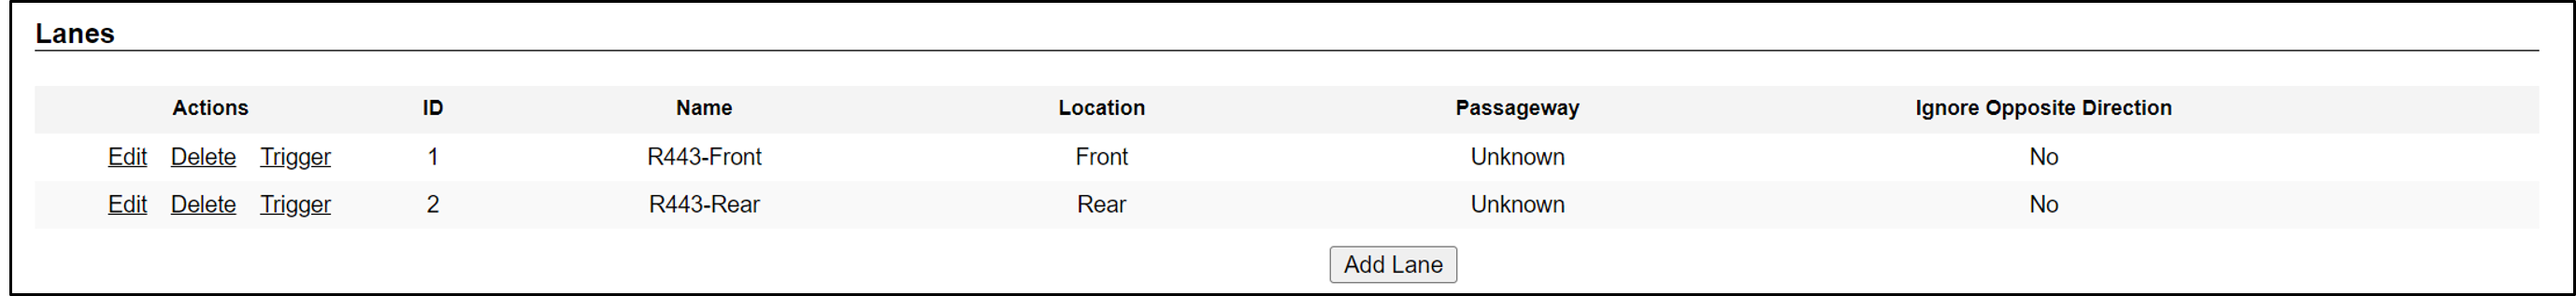 Lanes
Actions ID Name Location Passageway Ignore Opposite Direction
Edit Delete Trigger 1 R443-Front Front Unknown No
Edit Delete Trigger 2 R443-Rear Rear Unknown No
Add Lane